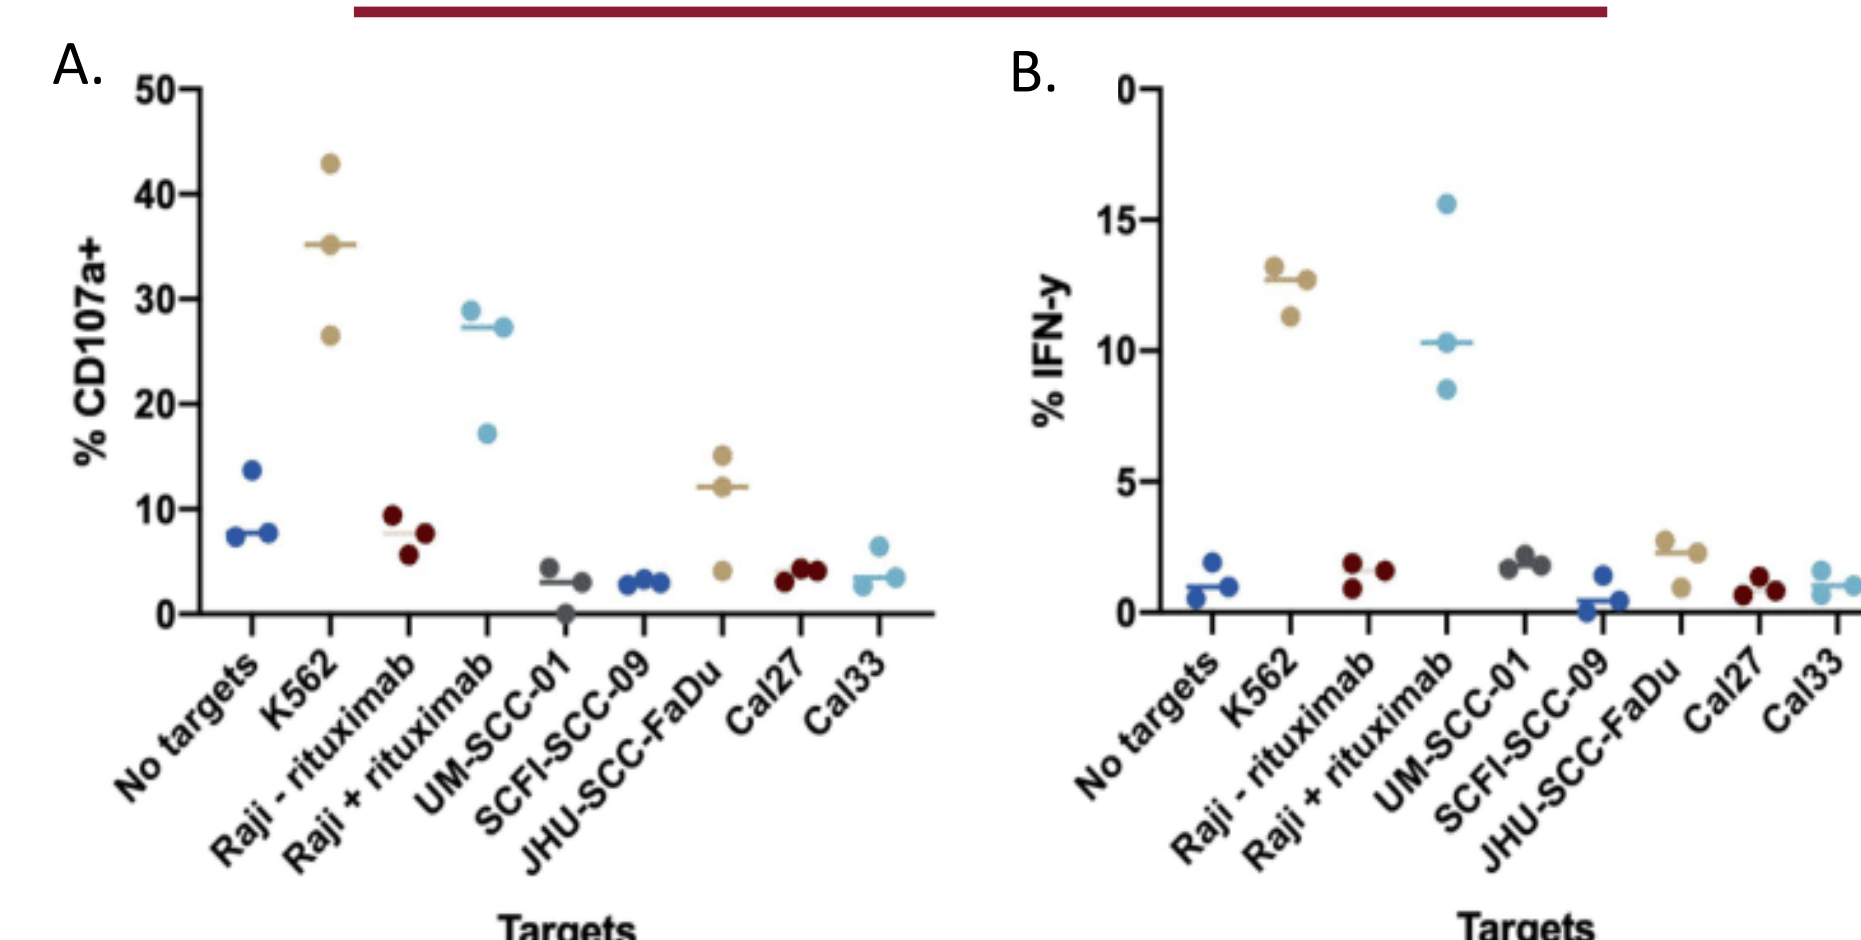 A.
50
40
30
20
10
0
% CD107a+
No targets
K562
Raji - rituximab
Raji + rituximab
UM-SCC-01
SCFI-SCC-09
JHU-SCC-FaDu
Cal27
Cal33
Targets
B.
0
15
10
5
0
% IFN-y
No targets
K562
Raji - rituximab
Raji + rituximab
UM-SCC-01
SCFI-SCC-09
JHU-SCC-FaDu
Cal27
Cal33
Targets